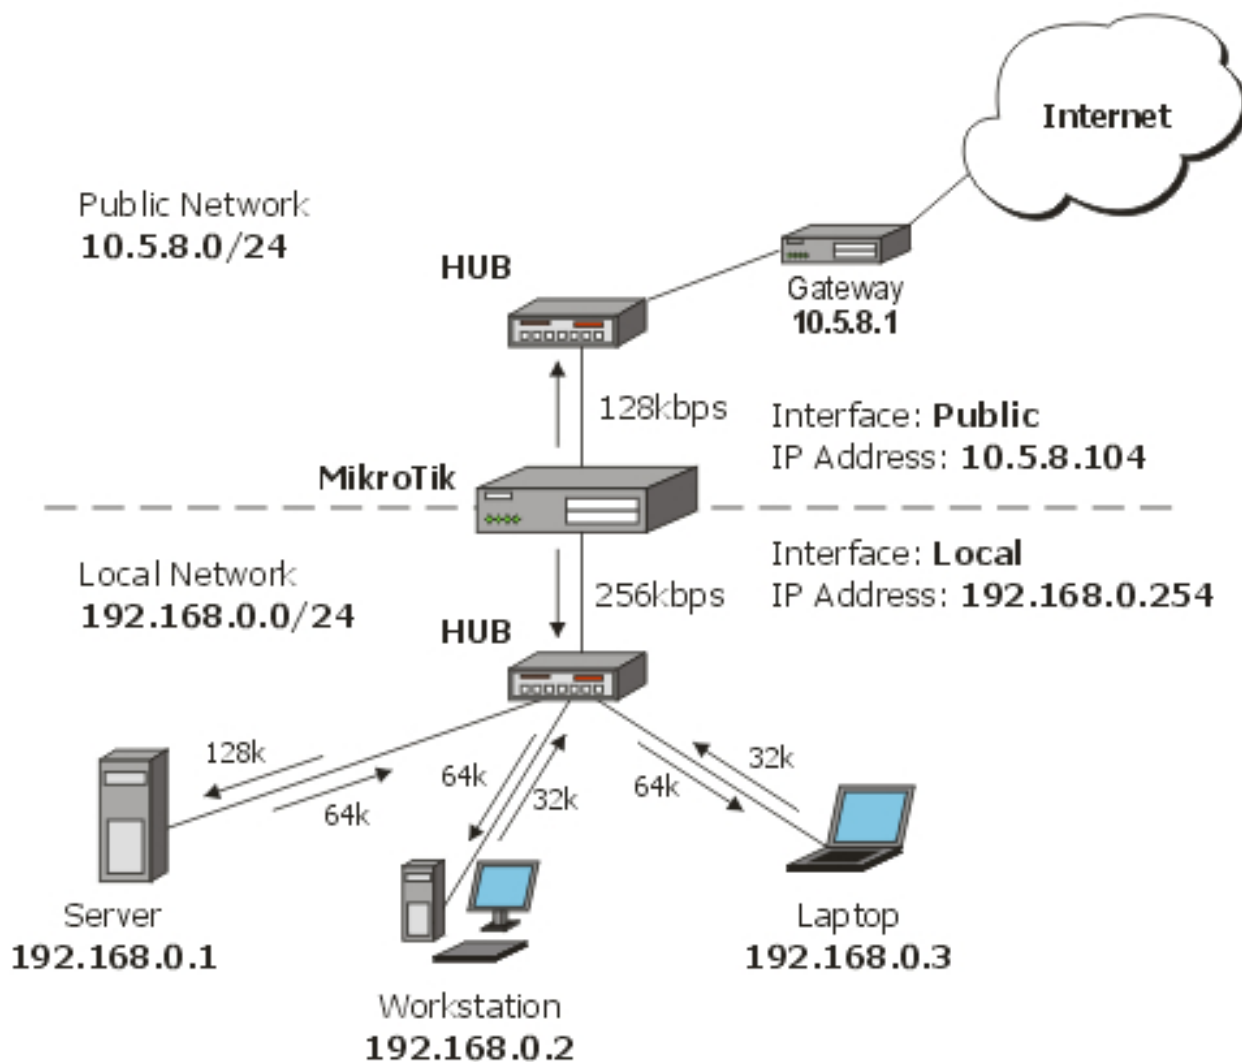 Internet
Public Network
10.5.8.0/24
HUB
Gateway
10.5.8.1
128kbps
Interface: Public
IP Address: 10.5.8.104
MikroTik
Interface: Local
IP Address: 192.168.0.254
Local Network
192.168.0.0/24
256kbps
HUB
128k
64k
64k
32k
64k
32k
Server
192.168.0.1
Workstation
192.168.0.2
Laptop
192.168.0.3